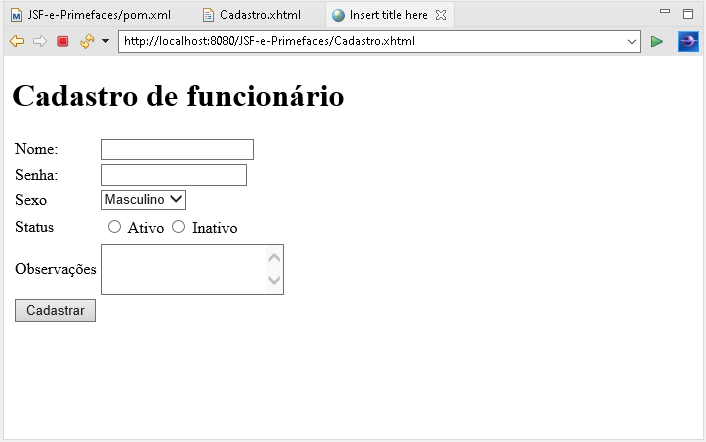 JSF-e-Primefaces/pom.xml Cadastro.xhtml Insert title here
http://localhost:8080/JSF-e-Primefaces/Cadastro.xhtml
Cadastro de funcionário
Nome:
Senha:
Sexo Masculino
Status Ativo Inativo
Observações
Cadastrar